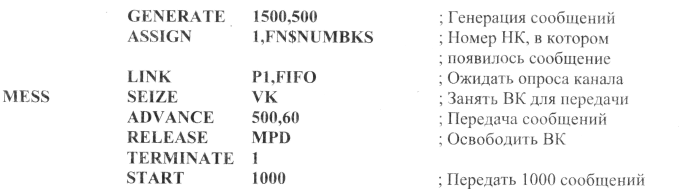 GENERATE 1500,500 ; Генерация сообщений
ASSIGN 1,FN$NUMBKS ; Номер НК, в котором
; появилось сообщение
LINK P1,FIFO ; Ожидать опроса канала
MESS SEIZE VK ; Занять ВК для передачи
ADVANCE 500,60 ; Передача сообщений
RELEASE MPD ; Освободить ВК
TERMINATE 1
START 1000 ; Передать 1000 сообщений